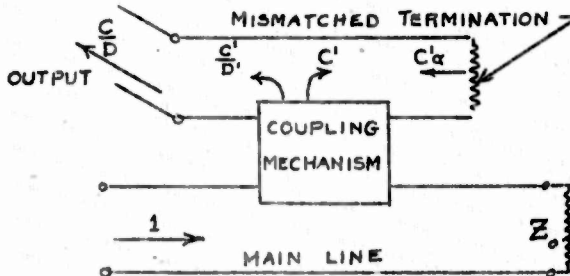 MISMATCHED TERMINATION
C/D
C'/D'
C'
C'α
OUTPUT
COUPLING
MECHANISM
1
Z₀
MAIN LINE